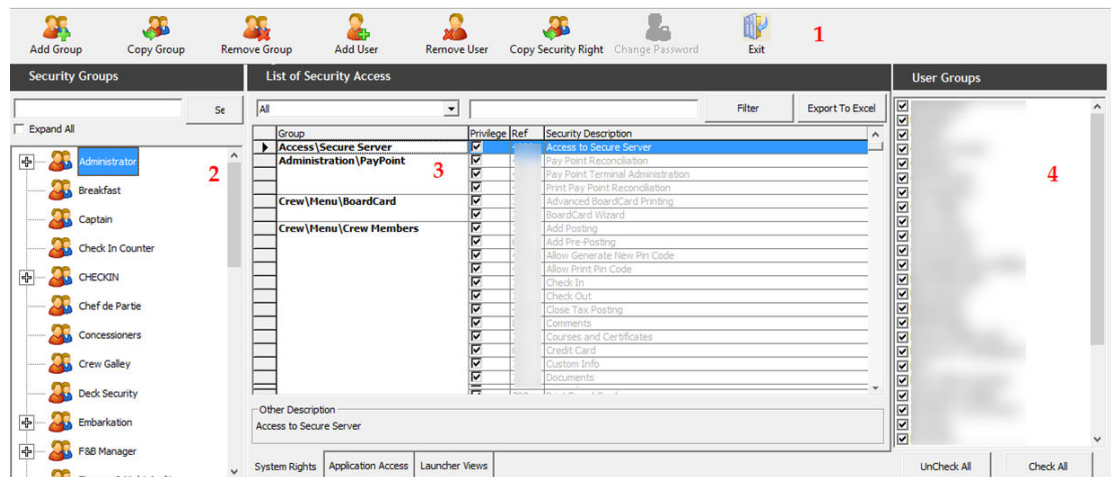 Add Group Copy Group Remove Group Add User Remove User Copy Security Right Change Password Exit 1
Security Groups
Se
Expand All
Administrator
2
Breakfast
Captain
Check In Counter
CHECKIN
Chef de Partie
Concessioners
Crew Galley
Deck Security
Embarkation
F&B Manager
List of Security Access
All Filter Export To Excel
Group Privilege Ref Security Description
Access\Secure Server Access to Secure Server
Administration\PayPoint Pay Point Reconciliation
3
Pay Point Terminal Administration
Print Pay Point Reconciliation
Crew\Menu\BoardCard Advanced BoardCard Printing
BoardCard Wizard
Crew\Menu\Crew Members Add Posting
Add Pre-Posting
Allow Generate New Pin Code
Allow Print Pin Code
Check In
Check Out
Close Tax Posting
Comments
Courses and Certificates
Credit Card
Custom Info
Documents
Other Description
Access to Secure Server
System Rights Application Access Launcher Views
User Groups
4
UnCheck All Check All